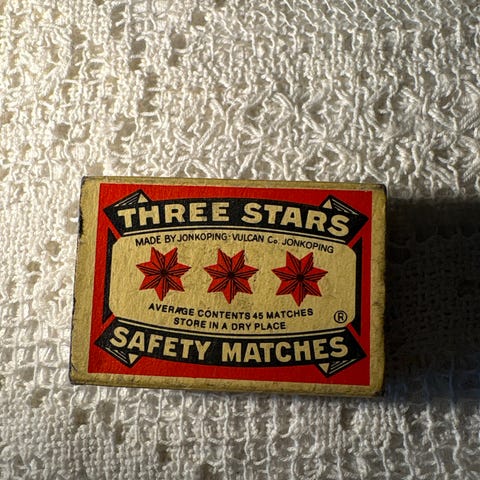 THREE STARS
MADE BY JONKOPING-VULCAN Co. JONKOPING
AVERAGE CONTENTS 45 MATCHES
STORE IN A DRY PLACE
®
SAFETY MATCHES